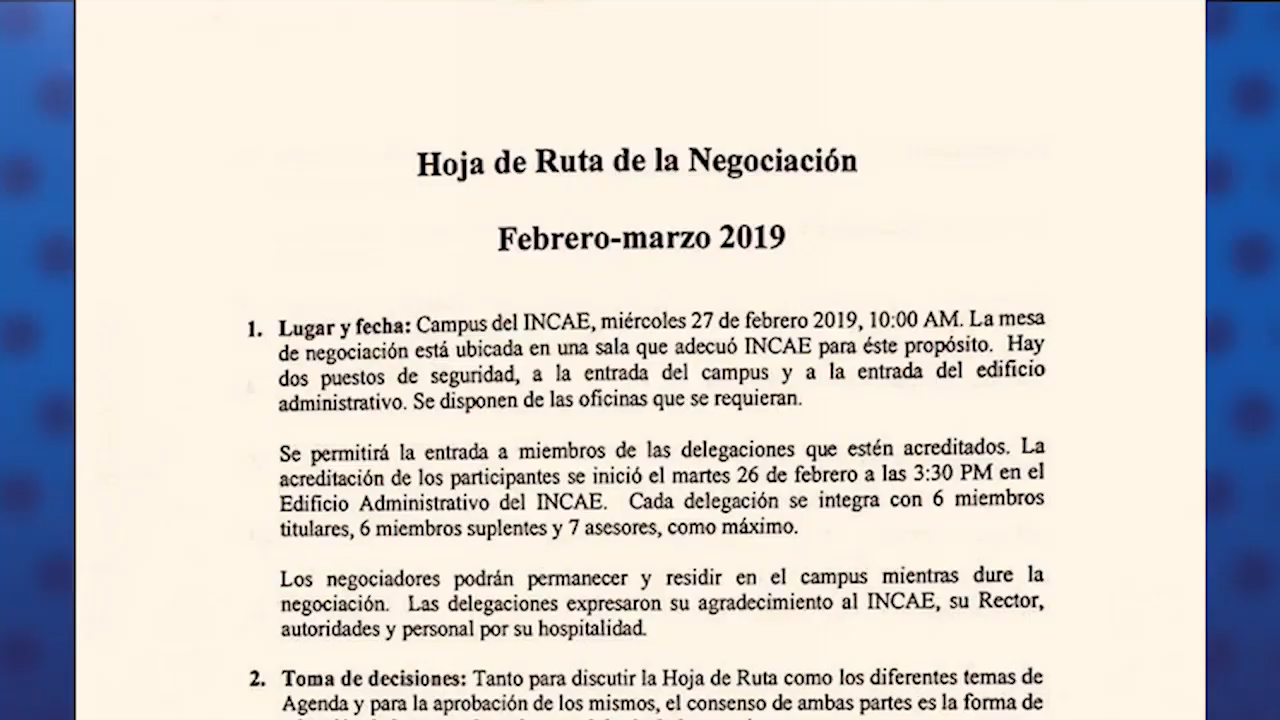 Hoja de Ruta de la Negociación
Febrero-marzo 2019
1. Lugar y fecha: Campus del INCAE, miércoles 27 de febrero 2019, 10:00 AM. La mesa
de negociación está ubicada en una sala que adecuó INCAE para éste propósito. Hay
dos puestos de seguridad, a la entrada del campus y a la entrada del edificio
administrativo. Se disponen de las oficinas que se requieran.
Se permitirá la entrada a miembros de las delegaciones que estén acreditados. La
acreditación de los participantes se inició el martes 26 de febrero a las 3:30 PM en el
Edificio Administrativo del INCAE. Cada delegación se integra con 6 miembros
titulares, 6 miembros suplentes y 7 asesores, como máximo.
Los negociadores podrán permanecer y residir en el campus mientras dure la
negociación. Las delegaciones expresaron su agradecimiento al INCAE, su Rector,
autoridades y personal por su hospitalidad.
2. Toma de decisiones: Tanto para discutir la Hoja de Ruta como los diferentes temas de
Agenda y para la aprobación de los mismos, el consenso de ambas partes es la forma de